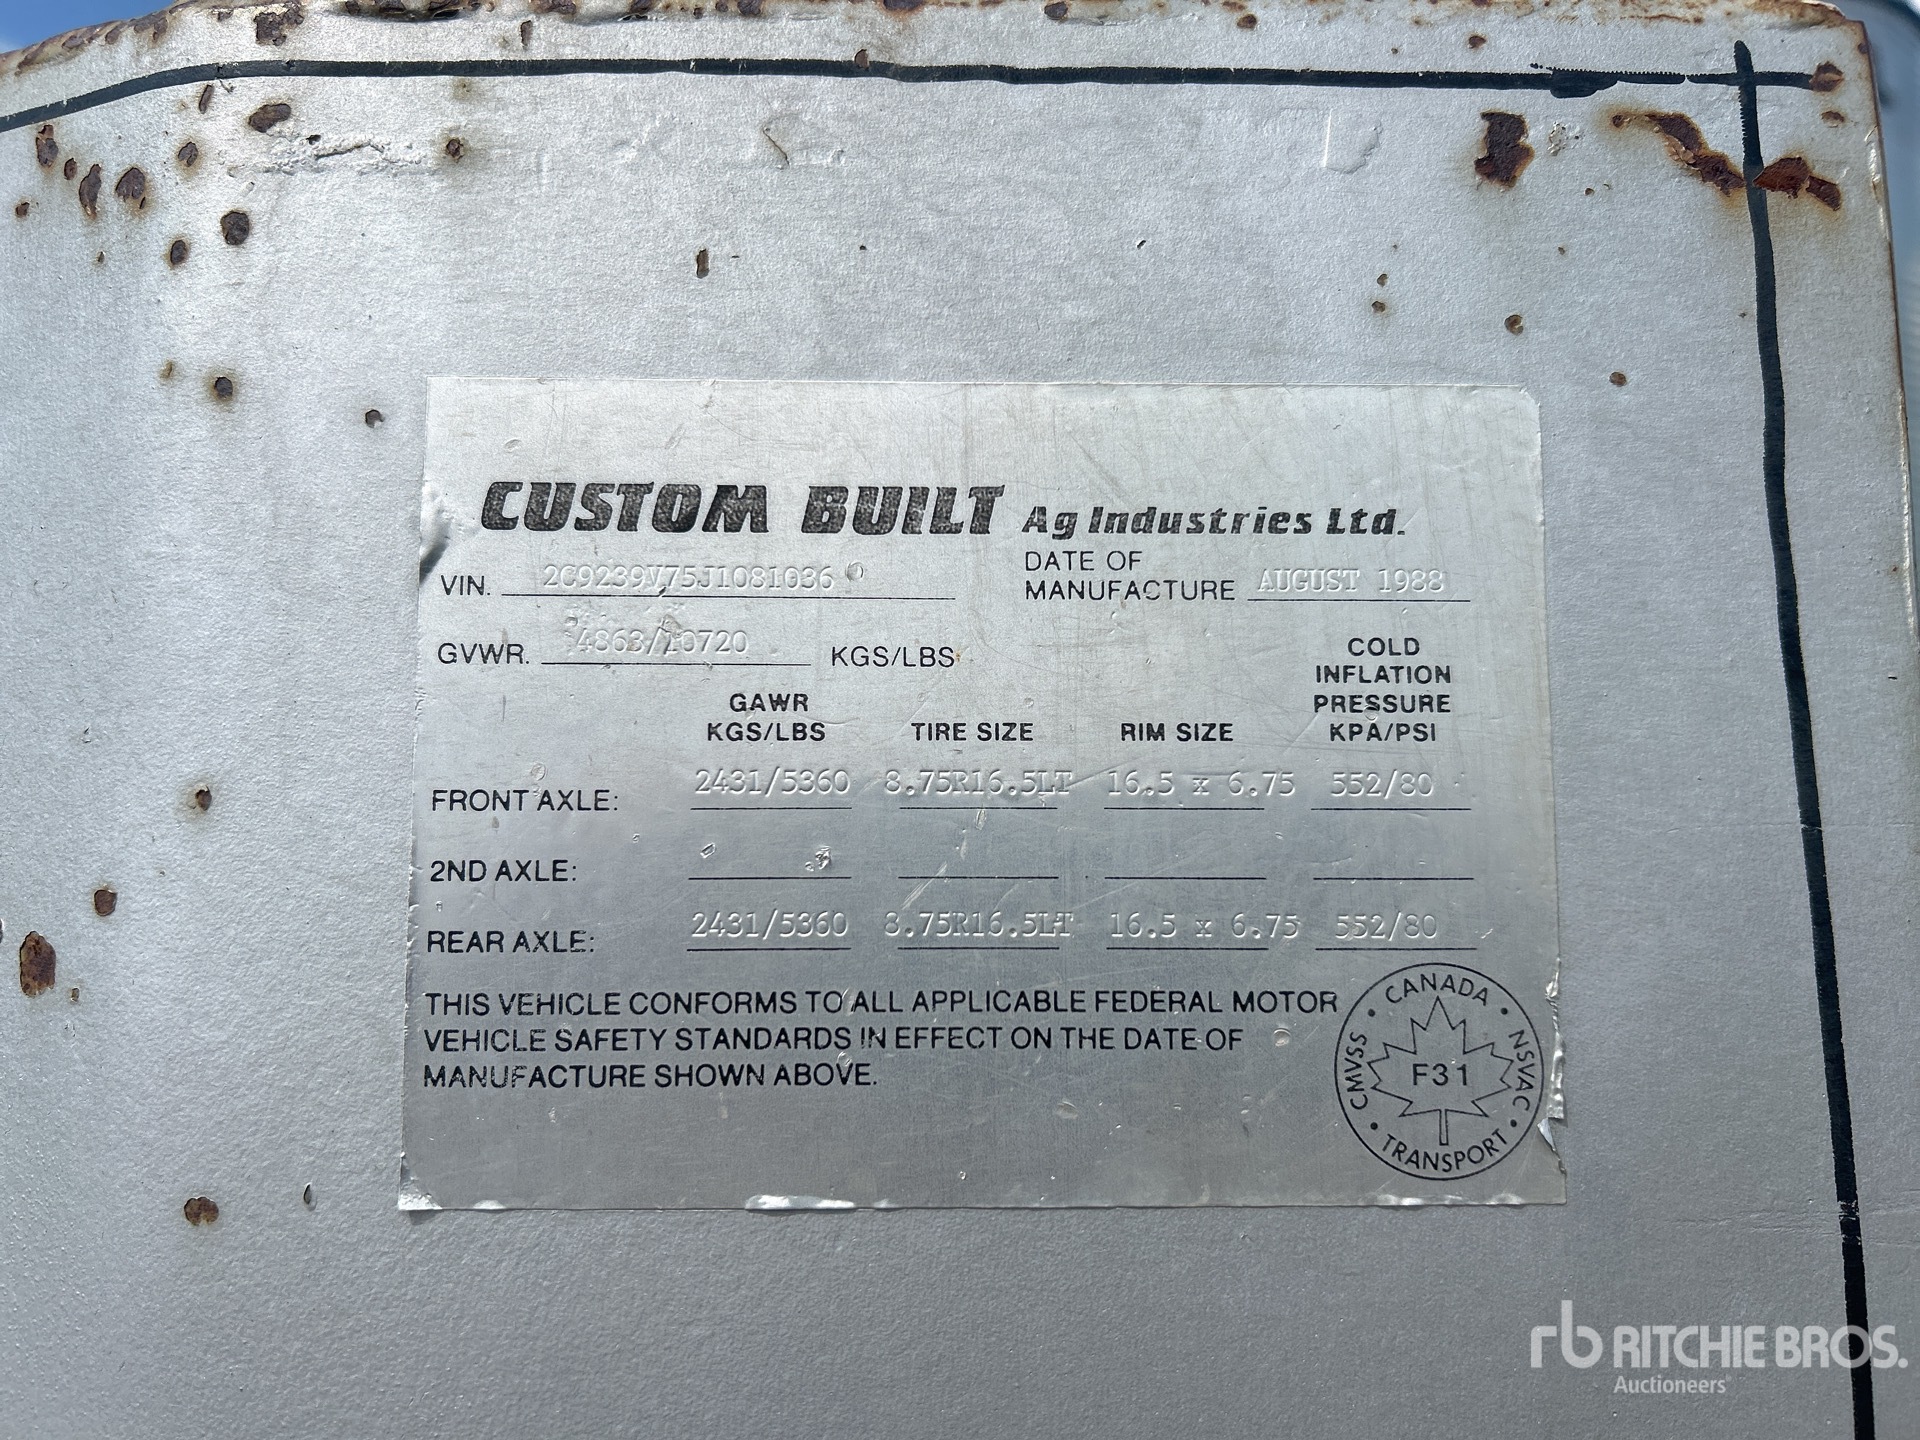 CUSTOM BUILT Ag Industries Ltd.
VIN. 2C9239V75J1081036
DATE OF
MANUFACTURE AUGUST 1988
GVWR. 4863/10720 KGS/LBS
GAWR
KGS/LBS
TIRE SIZE
RIM SIZE
COLD
INFLATION
PRESSURE
KPA/PSI
FRONT AXLE: 2431/5360 8.75R16.5LT 16.5 x 6.75 552/80
2ND AXLE:
REAR AXLE: 2431/5360 8.75R16.5LT 16.5 x 6.75 552/80
THIS VEHICLE CONFORMS TO ALL APPLICABLE FEDERAL MOTOR
VEHICLE SAFETY STANDARDS IN EFFECT ON THE DATE OF
MANUFACTURE SHOWN ABOVE.
CANADA • NSVAC • TRANSPORT • CMVSS •
F31
rb RITCHIE BROS.
Auctioneers